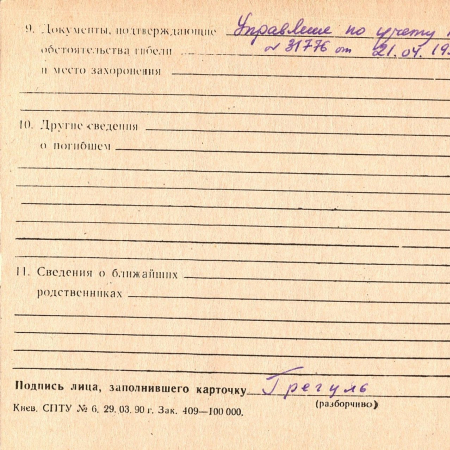 9. Документы, подтверждающие Управление по учету
обстоятельства гибели № 31776 от 21.04.19
и место захоронения
10. Другие сведения
о погибшем
11. Сведения о ближайших
родственниках
Подпись лица, заполнившего карточку Грегуль
(разборчиво)
Киев. СПТУ № 6. 29. 03. 90 г. Зак. 409—100 000.